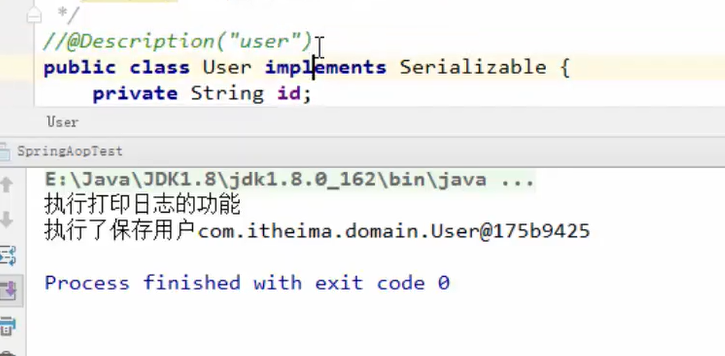 */
//@Description("user")
public class User implements Serializable {
private String id;
User
SpringAopTest
E:\Java\JDK1.8\jdk1.8.0_162\bin\java ...
执行打印日志的功能
执行了保存用户com.itheima.domain.User@175b9425
Process finished with exit code 0